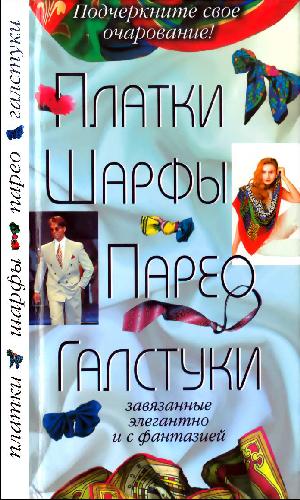 Подчеркните свое
очарование!
Платки
Шарфы
Парео
Галстуки
завязанные
элегантно
и с фантазией
платки шарфы парео галстуки